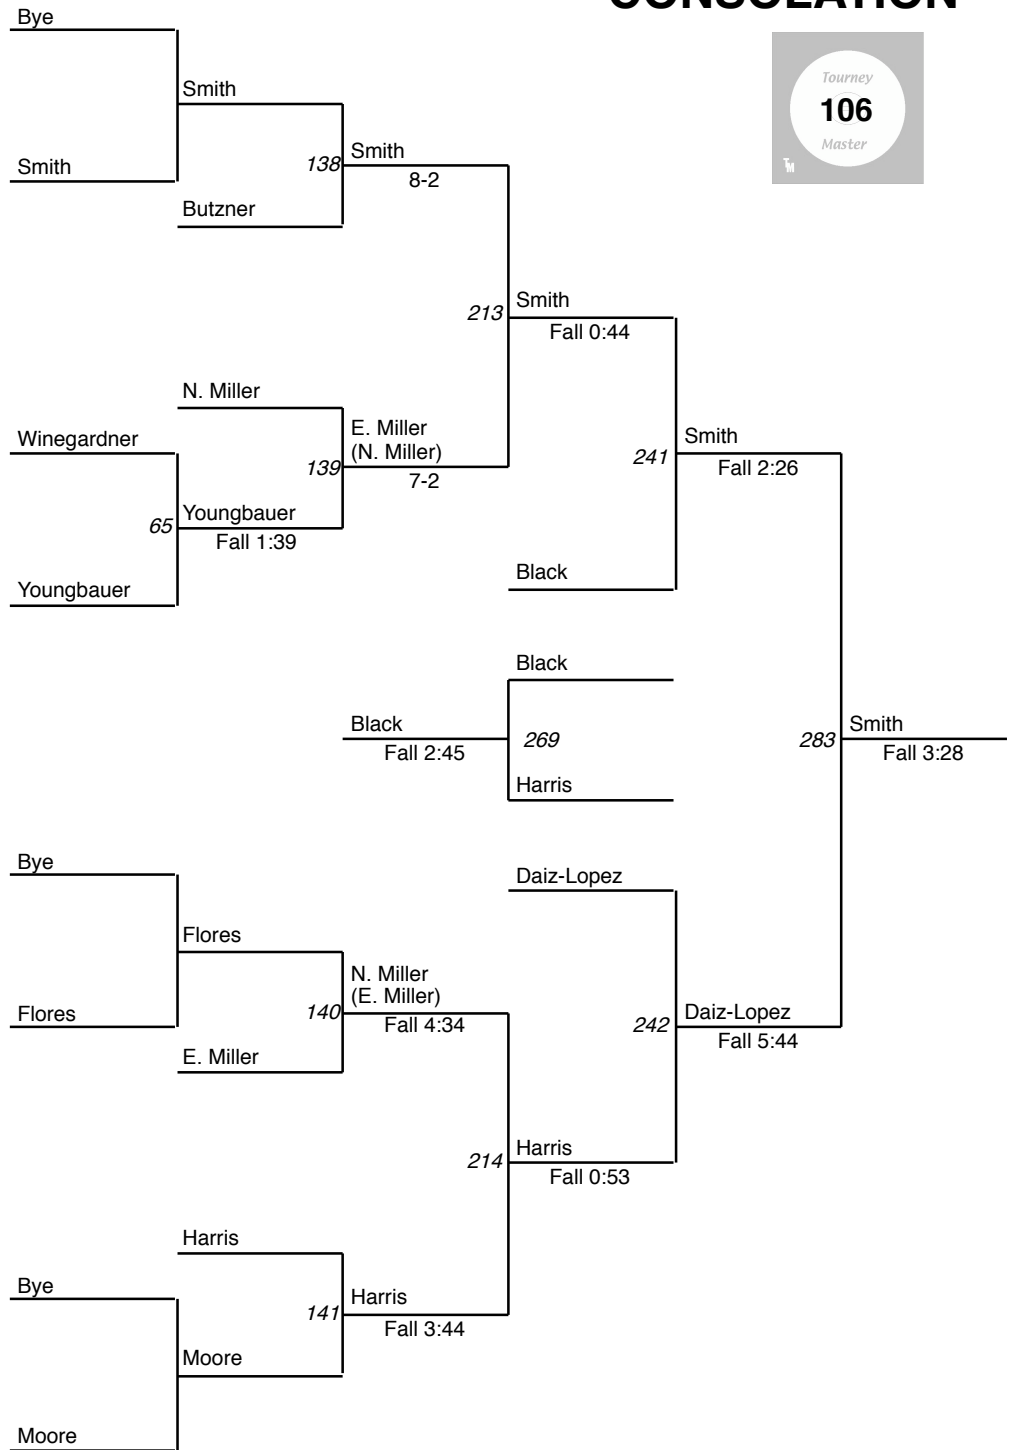 CONSOLATION
Bye
Tourney
106
Master
TM
Smith
138
Smith
8-2
Smith
Butzner
213
Smith
Fall 0:44
N. Miller
Winegardner
E. Miller
(N. Miller)
139
7-2
241
Smith
Fall 2:26
65
Youngbauer
Fall 1:39
Youngbauer
Black
Black
Black
Fall 2:45
269
283
Smith
Fall 3:28
Harris
Bye
Daiz-Lopez
Flores
N. Miller
(E. Miller)
140
Fall 4:34
Flores
E. Miller
242
Daiz-Lopez
Fall 5:44
214
Harris
Fall 0:53
Harris
Bye
141
Harris
Fall 3:44
Moore
Moore